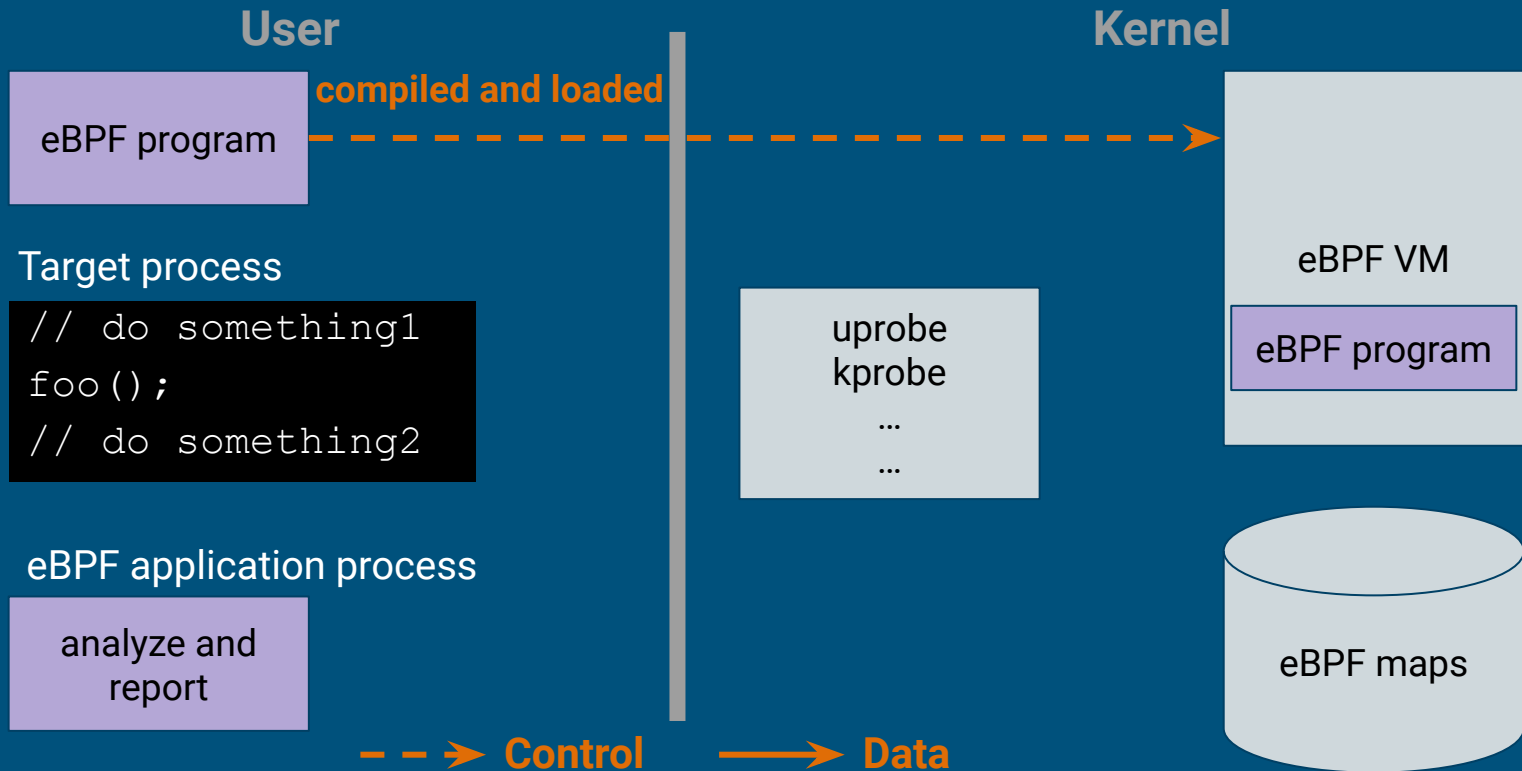 User
Kernel
eBPF program
compiled and loaded
Target process
// do something1
foo();
// do something2
uprobe
kprobe
…
…
eBPF VM
eBPF program
eBPF application process
analyze and
report
eBPF maps
Control
Data